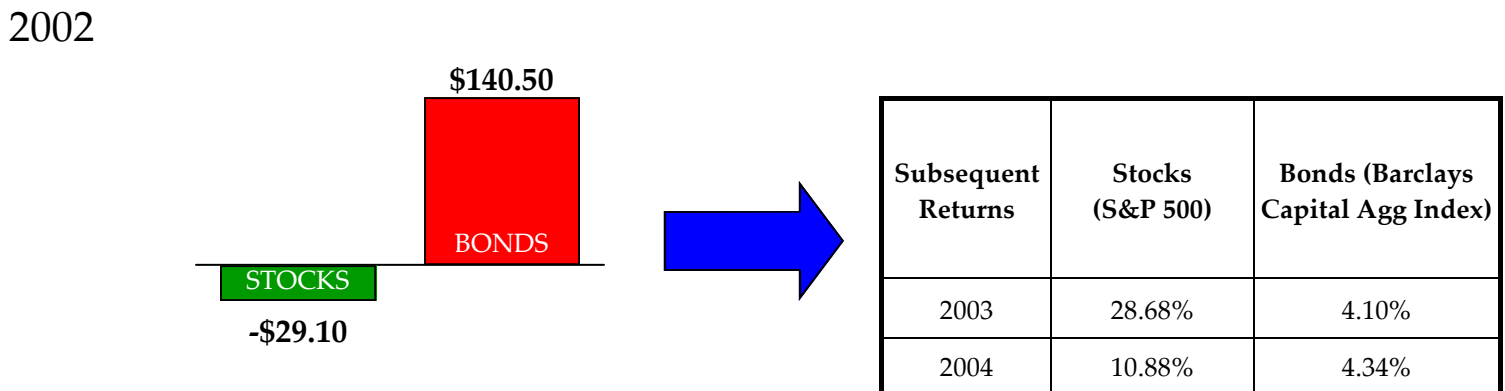 2002
$140.50
BONDS
STOCKS
-$29.10
Subsequent Returns | Stocks (S&P 500) | Bonds (Barclays Capital Agg Index)
2003 | 28.68% | 4.10%
2004 | 10.88% | 4.34%